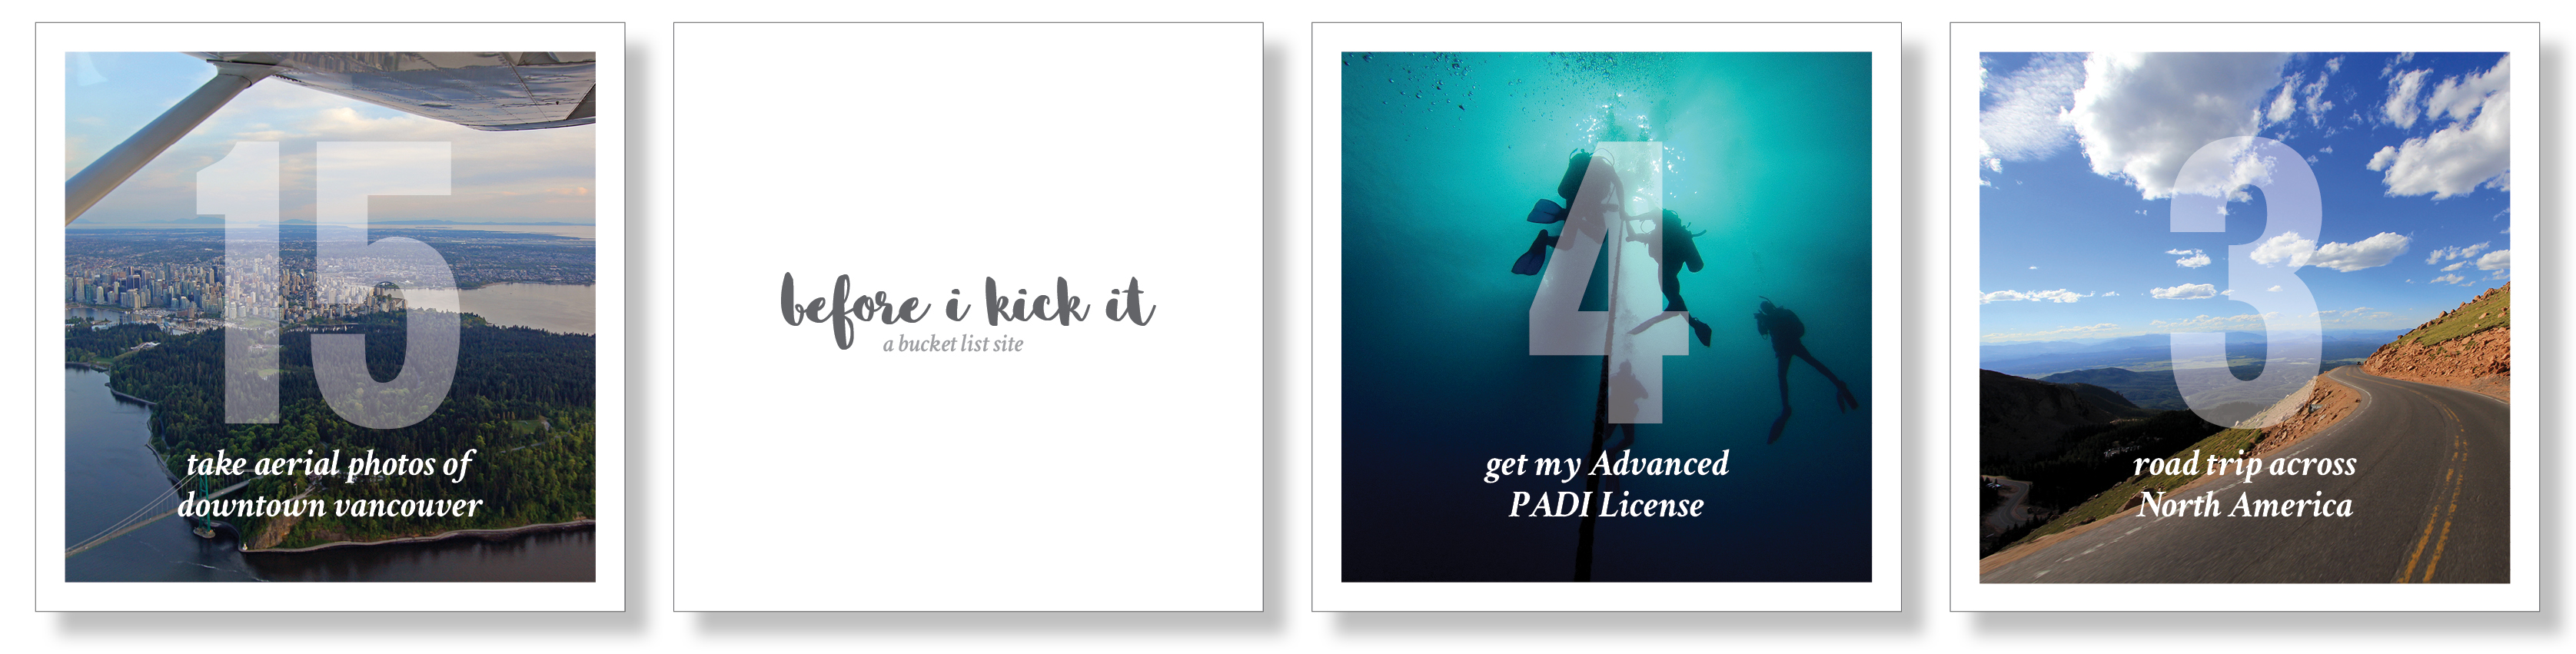 15
take aerial photos of
downtown vancouver
before i kick it
a bucket list site
4
get my Advanced
PADI License
3
road trip across
North America